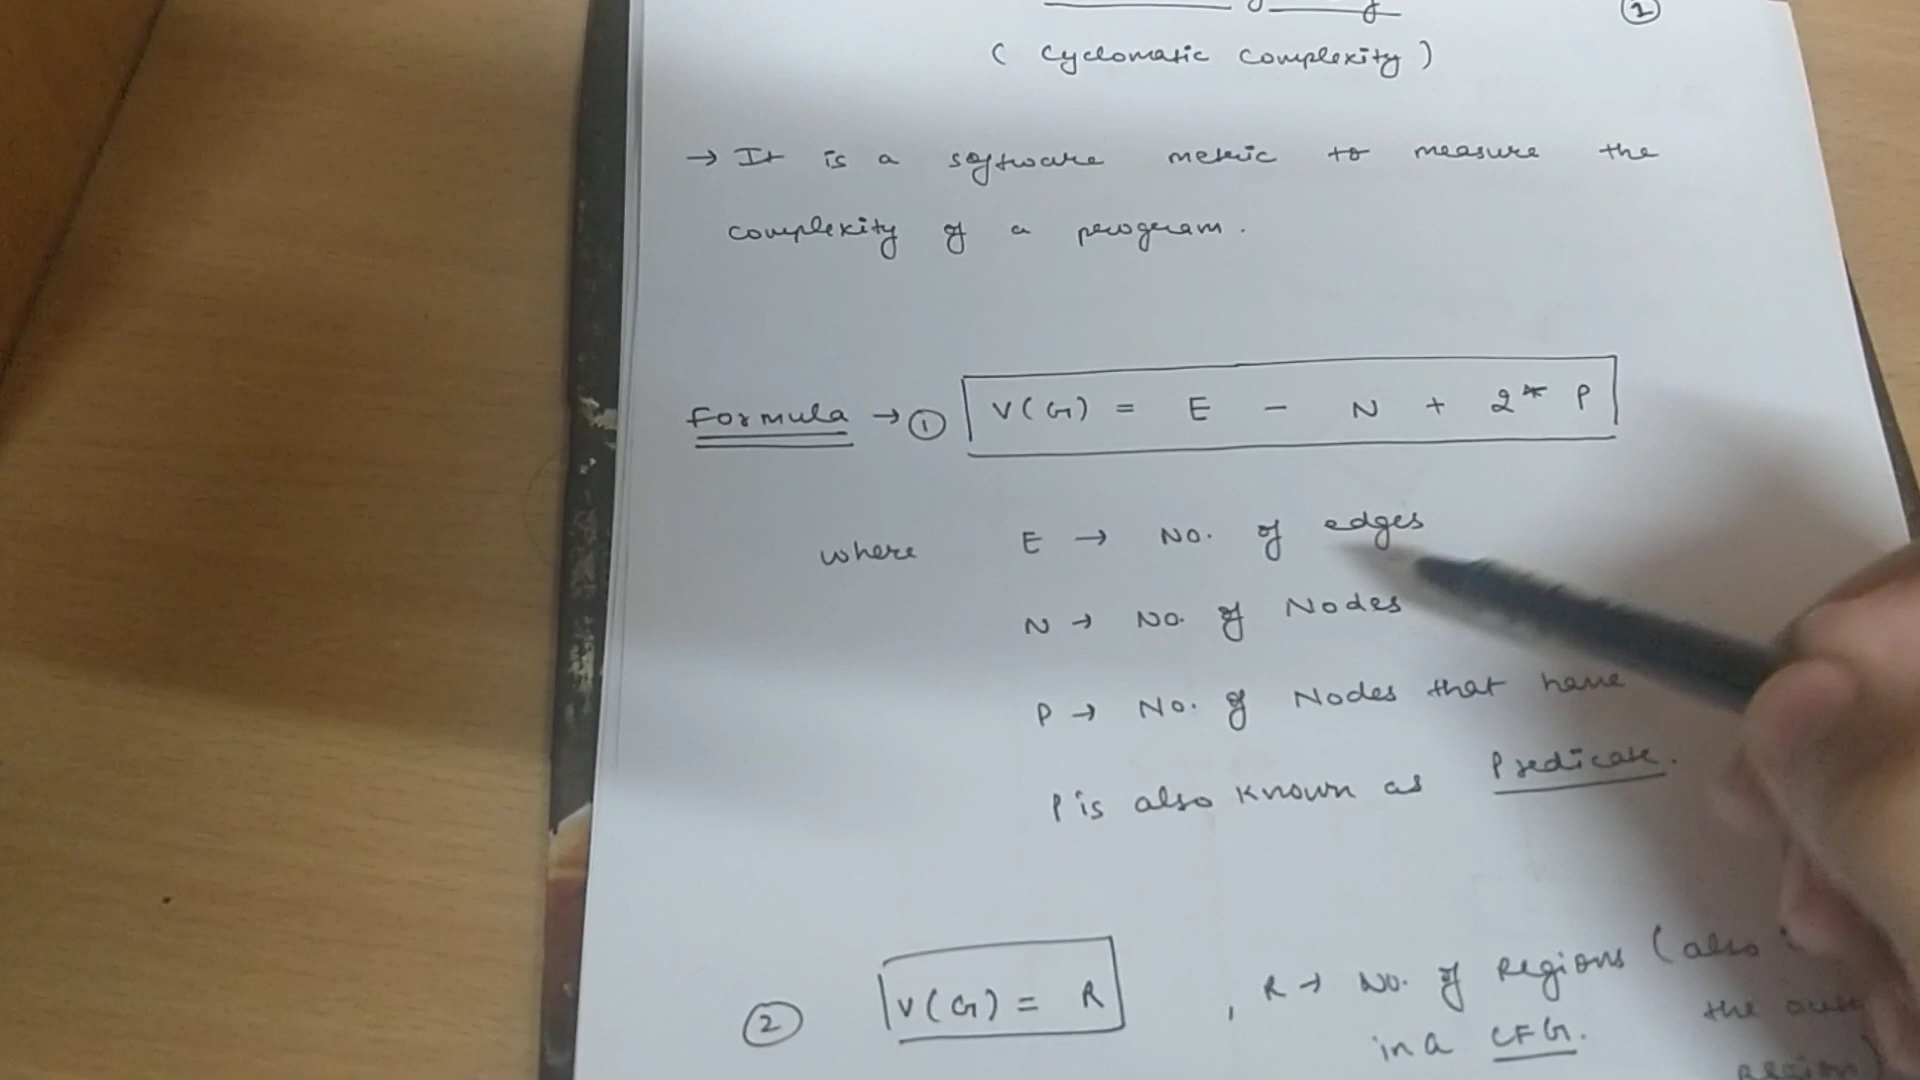 2
( Cyclomatic Complexity )
→ It is a software metric to measure the
complexity of a program.
Formula → 1 V(G) = E - N + 2* P
where E → No. of edges
N → No. of Nodes
P → No. of Nodes that have
P is also known as Predicate.
2 V(G) = R , R → No. of Regions ( also
in a CFG. the
region)